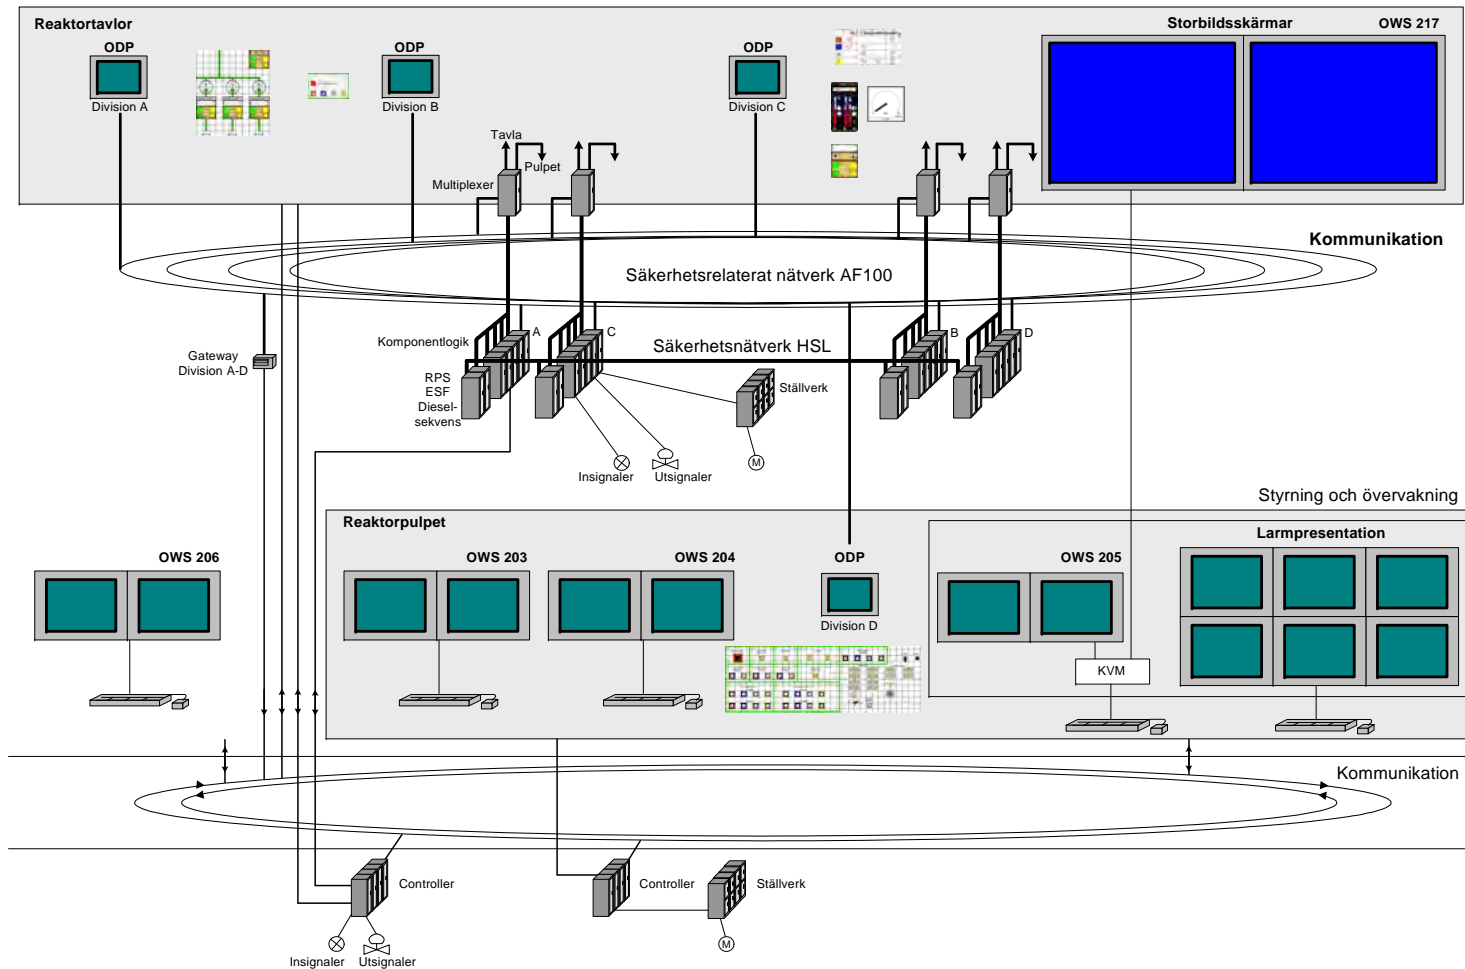 Reaktortavlor
Storbildsskärmar
OWS 217
ODP
ODP
ODP
Division A
Division B
Division C
Tavla
Pulpet
Multiplexer
Kommunikation
Säkerhetsrelaterat nätverk AF100
A
C
B
D
Komponentlogik
Säkerhetsnätverk HSL
Gateway
Division A-D
RPS
ESF
Diesel-
sekvens
Ställverk
M
Insignaler
Utsignaler
Styrning och övervakning
Reaktorpulpet
Larmpresentation
OWS 206
OWS 203
OWS 204
ODP
OWS 205
Division D
KVM
Kommunikation
Controller
Controller
Ställverk
M
Insignaler
Utsignaler